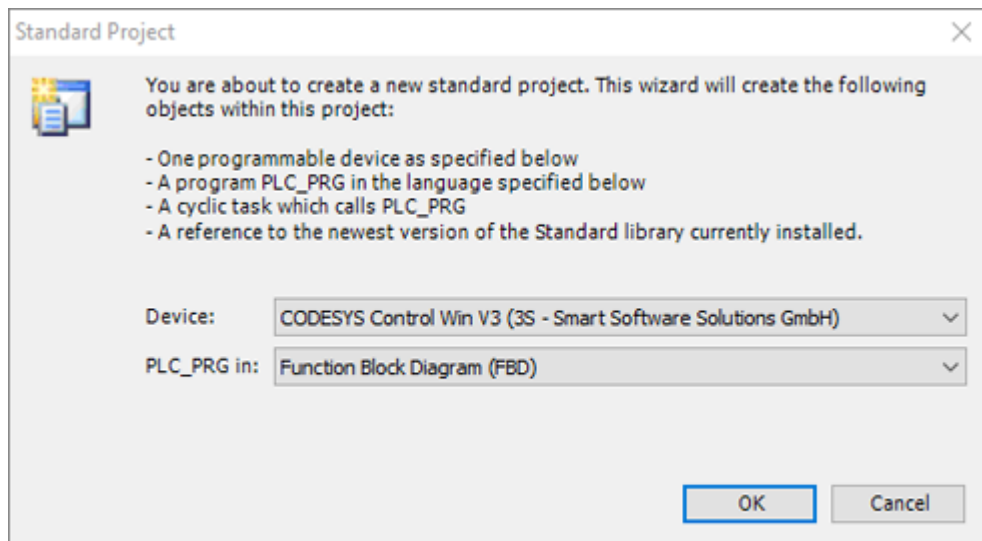 Standard Project
You are about to create a new standard project. This wizard will create the following
objects within this project:
- One programmable device as specified below
- A program PLC_PRG in the language specified below
- A cyclic task which calls PLC_PRG
- A reference to the newest version of the Standard library currently installed.
Device: CODESYS Control Win V3 (3S - Smart Software Solutions GmbH)
PLC_PRG in: Function Block Diagram (FBD)
OK Cancel